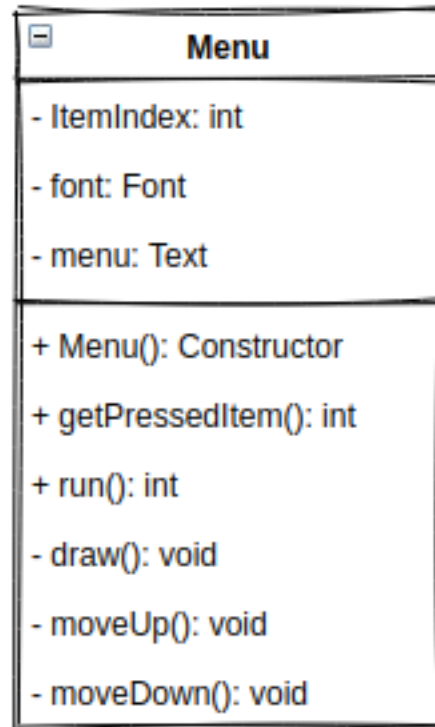 Menu
- ItemIndex: int
- font: Font
- menu: Text
+ Menu(): Constructor
+ getPressedItem(): int
+ run(): int
- draw(): void
- moveUp(): void
- moveDown(): void